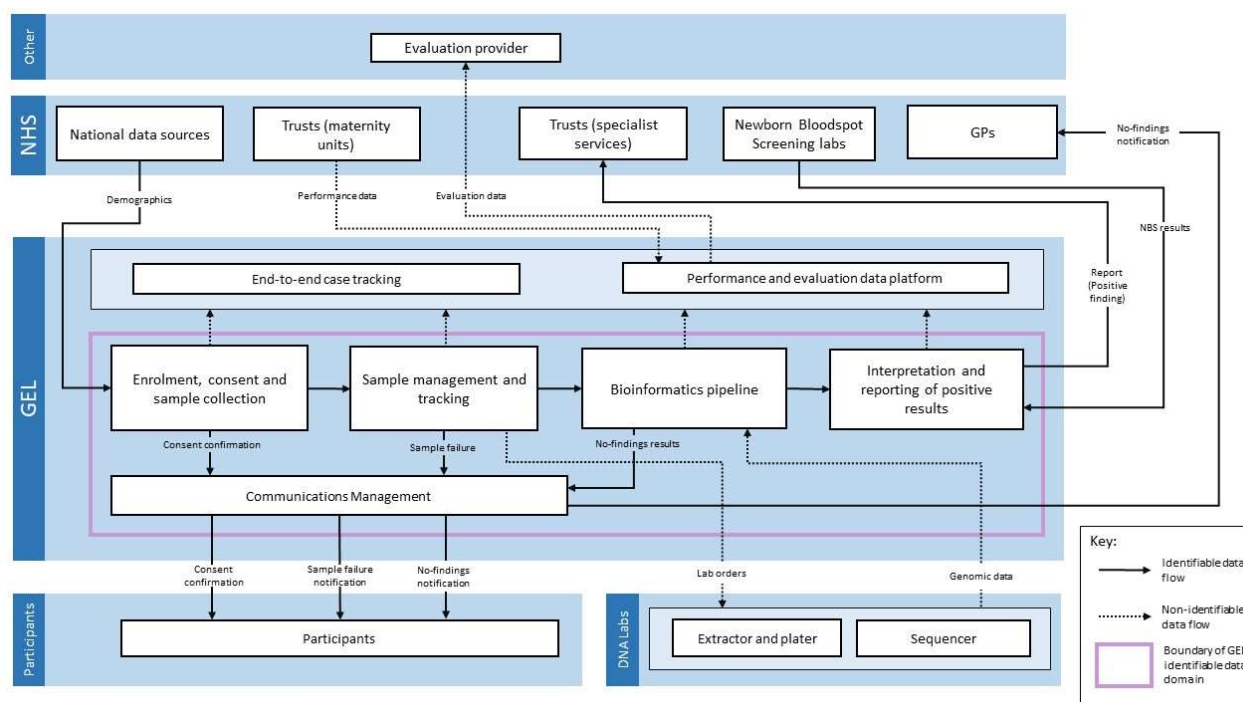 Other
Evaluation provider
NHS
National data sources
Trusts (maternity
units)
Trusts (specialist
services)
Newborn Bloodspot
Screening labs
GPs
No-findings
notification
Demographics
Performance data
Evaluation data
NBS results
GEL
End-to-end case tracking
Performance and evaluation data platform
Report
(Positive
finding)
Enrolment, consent and
sample collection
Sample management and
tracking
Bioinformatics pipeline
Interpretation and
reporting of positive
results
Consent confirmation
Sample failure
No-findings results
Communications Management
Consent
confirmation
Sample failure
notification
No-findings
notification
Lab orders
Genomic data
Participants
Participants
DNA Labs
Extractor and plater
Sequencer
Key:
Identifiable data
flow
Non-identifiable
data flow
Boundary of GEL
identifiable data
domain